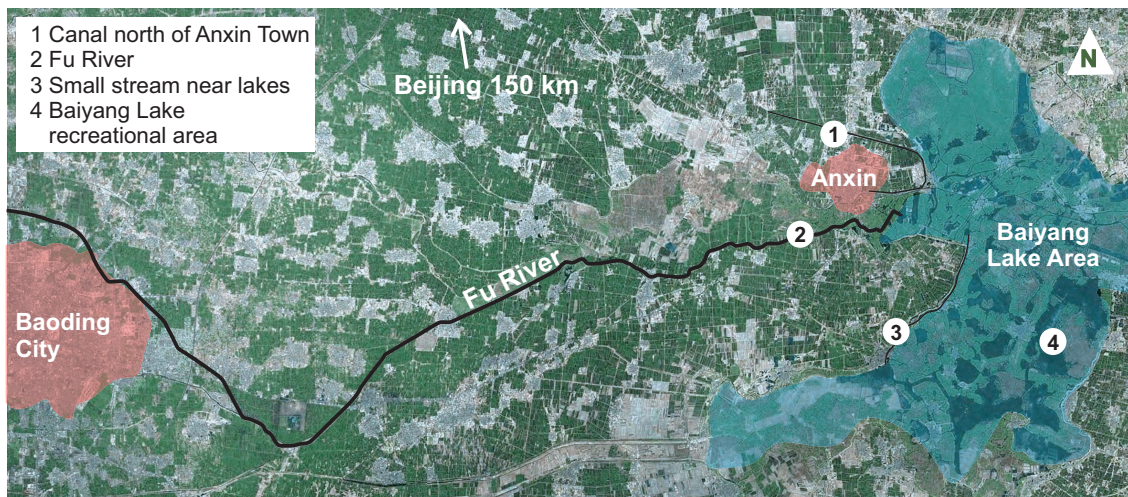 1 Canal north of Anxin Town
2 Fu River
3 Small stream near lakes
4 Baiyang Lake
recreational area
Beijing 150 km
N
1
Anxin
2
Fu River
Baiyang
Lake Area
Baoding
City
3
4